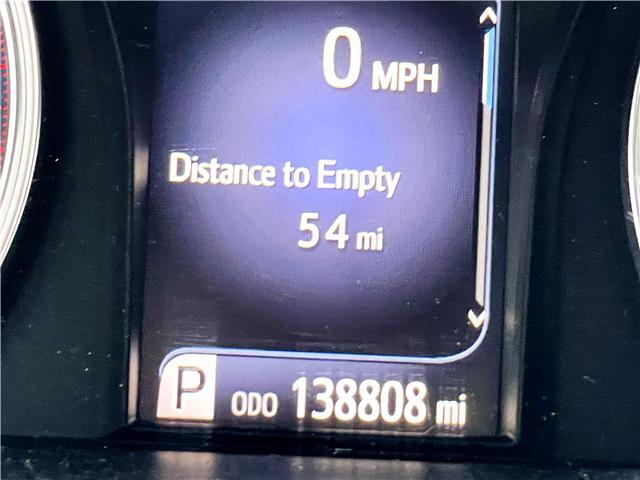 0 MPH
Distance to Empty
54 mi
P ODO 138808 mi